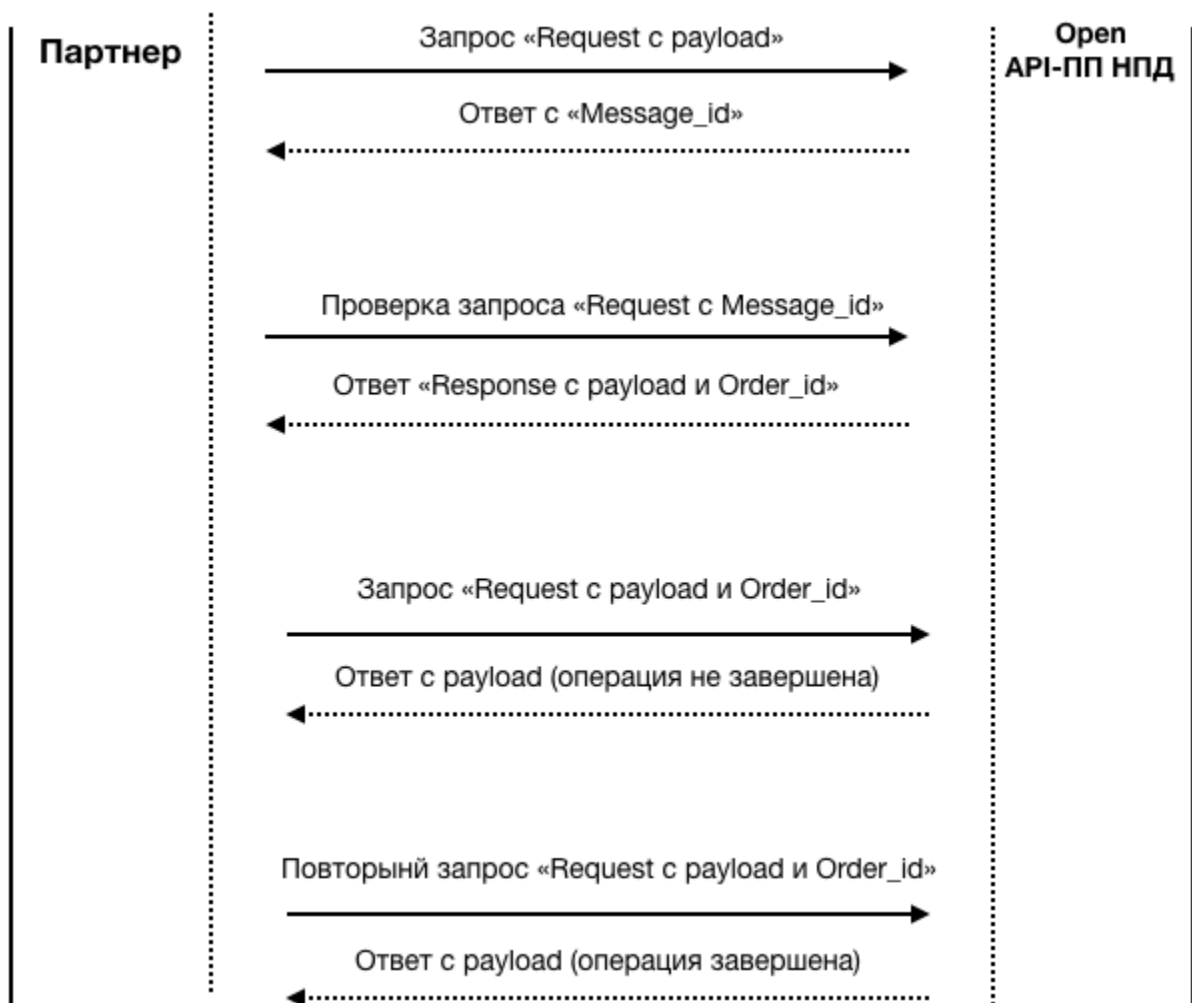 Партнер
Запрос «Request с payload»
Open
API-ПП НПД
Ответ с «Message_id»
Проверка запроса «Request с Message_id»
Ответ «Response с payload и Order_id»
Запрос «Request с payload и Order_id»
Ответ с payload (операция не завершена)
Повторынй запрос «Request с payload и Order_id»
Ответ с payload (операция завершена)